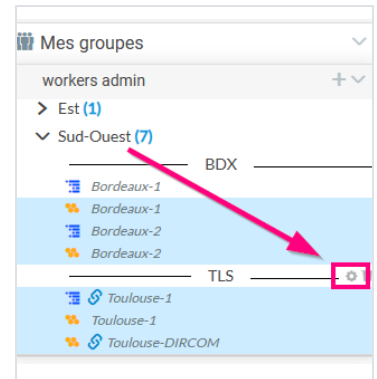 Mes groupes
workers admin
Est (1)
Sud-Ouest (7)
BDX
Bordeaux-1
Bordeaux-1
Bordeaux-2
Bordeaux-2
TLS
Toulouse-1
Toulouse-1
Toulouse-DIRCOM